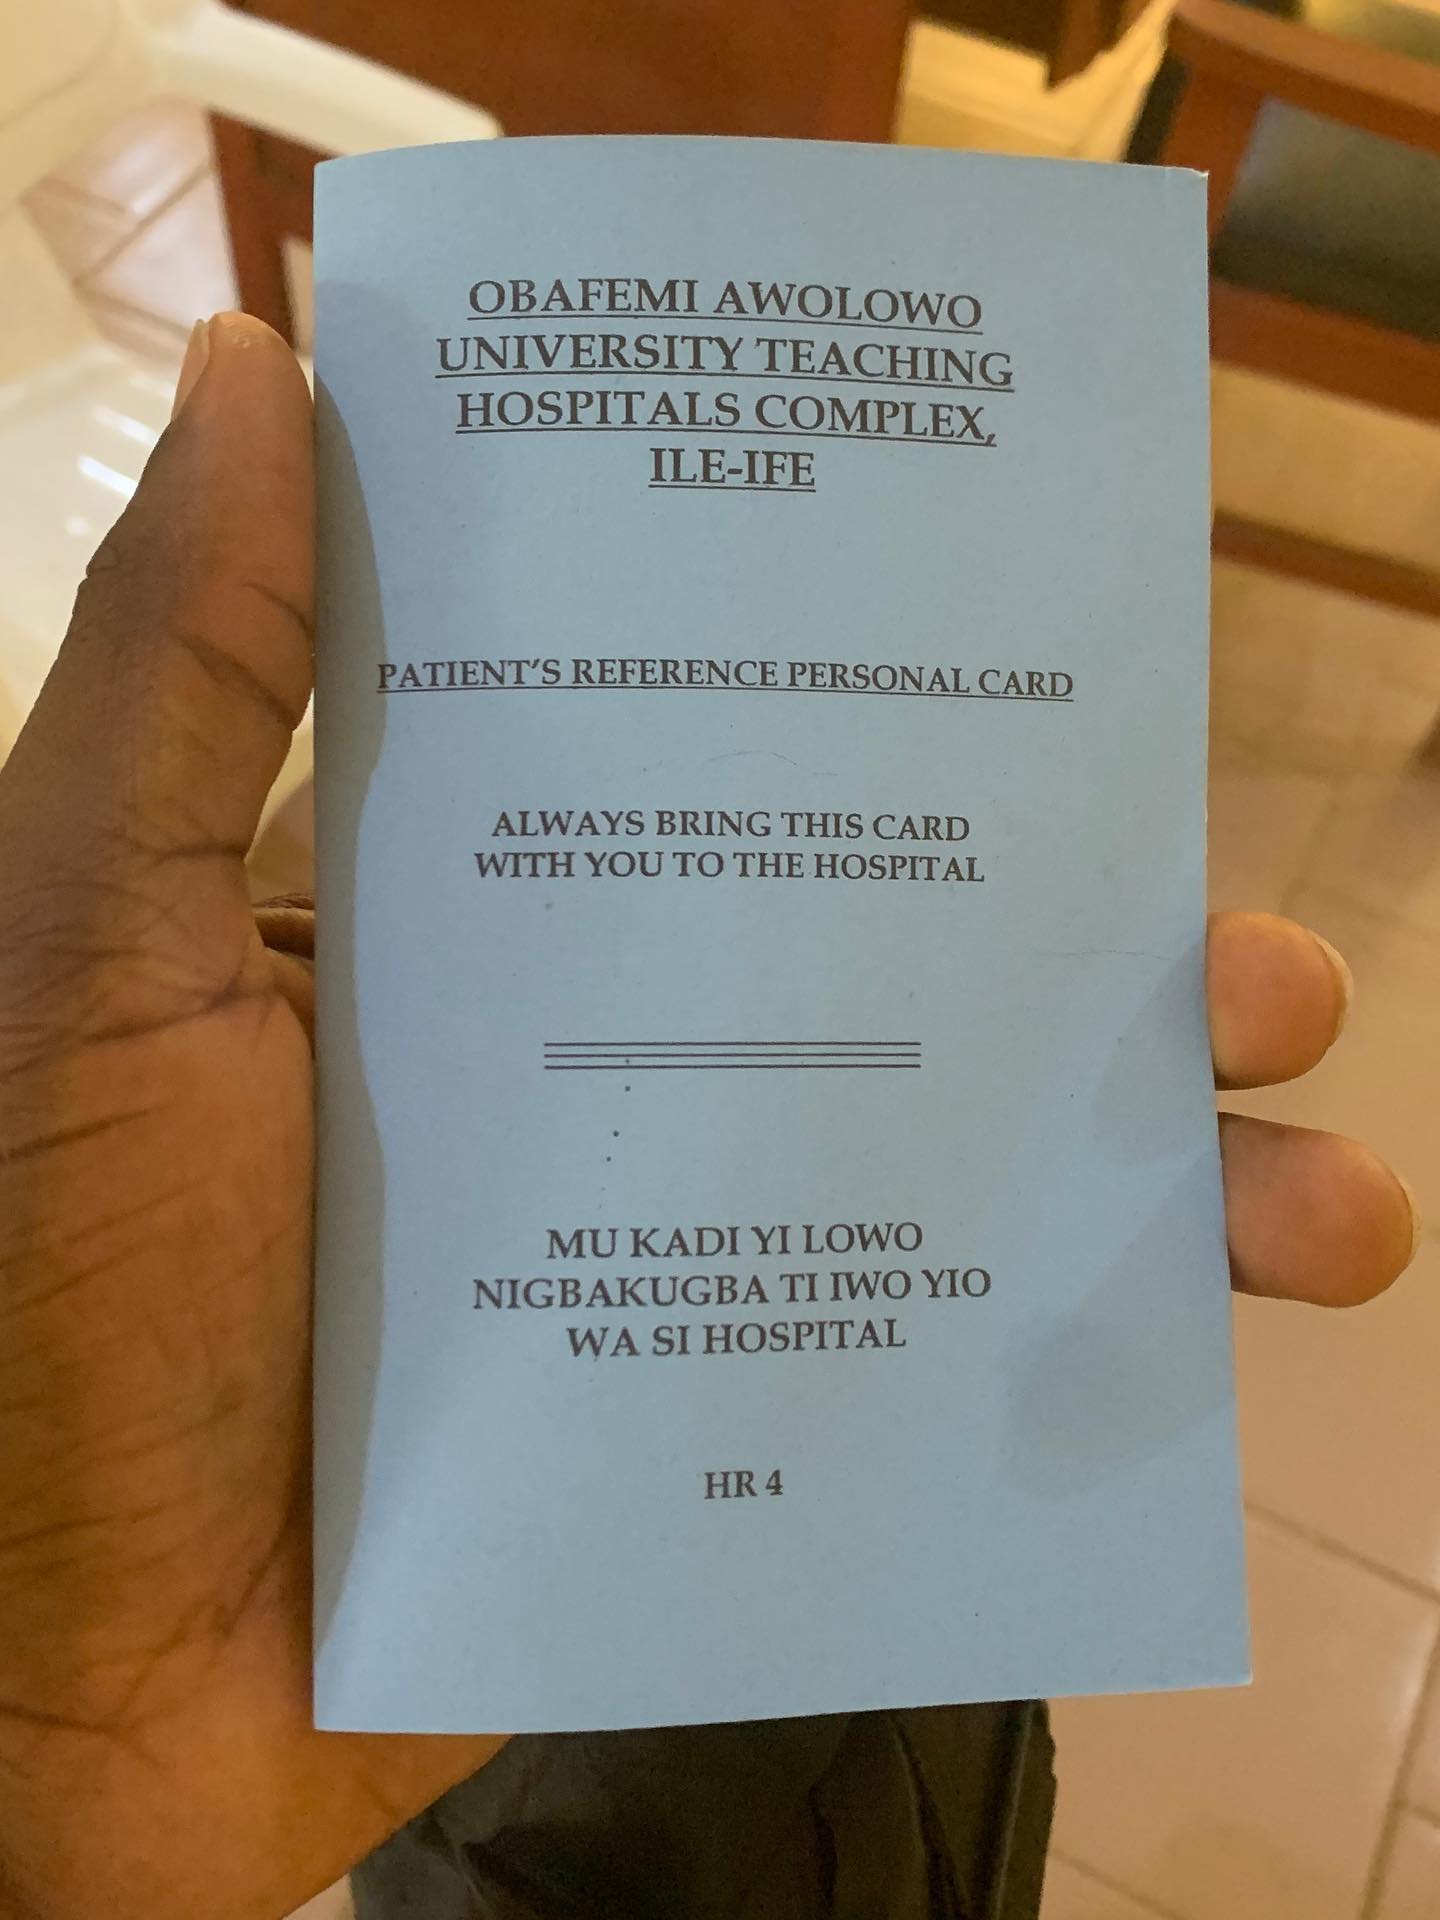 OBAFEMI AWOLOWO
UNIVERSITY TEACHING
HOSPITALS COMPLEX,
ILE-IFE
PATIENT'S REFERENCE PERSONAL CARD
ALWAYS BRING THIS CARD
WITH YOU TO THE HOSPITAL
MU KADI YI LOWO
NIGBAKUGBA TI IWO YIO
WA SI HOSPITAL
HR 4